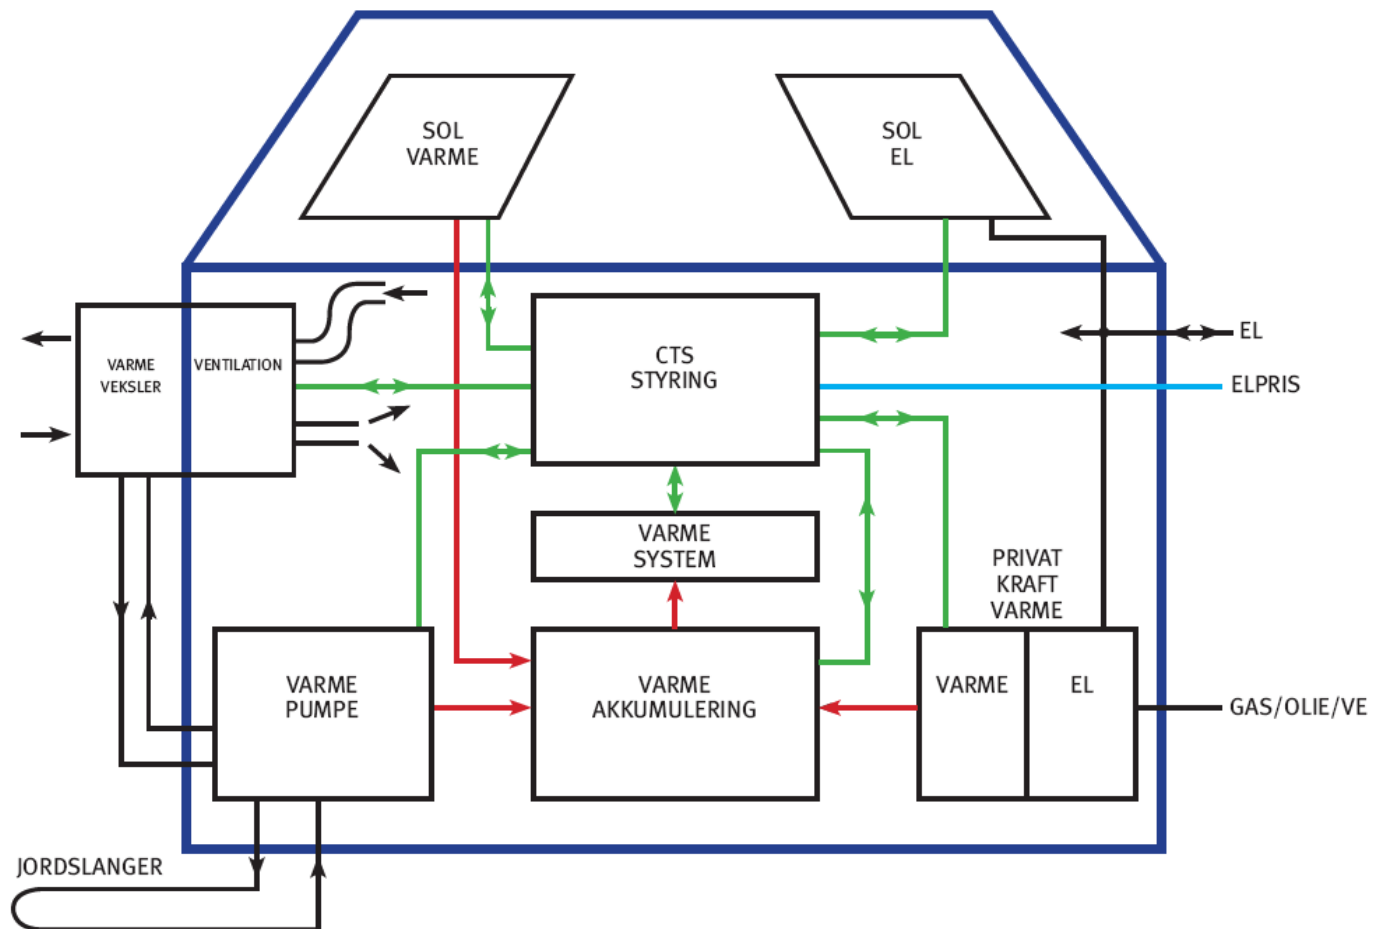 SOL
VARME
SOL
EL
VARME
VEKSLER
VENTILATION
CTS
STYRING
EL
ELPRIS
VARME
SYSTEM
PRIVAT
KRAFT
VARME
VARME
PUMPE
VARME
AKKUMULERING
VARME
EL
GAS/OLIE/VE
JORDSLANGER